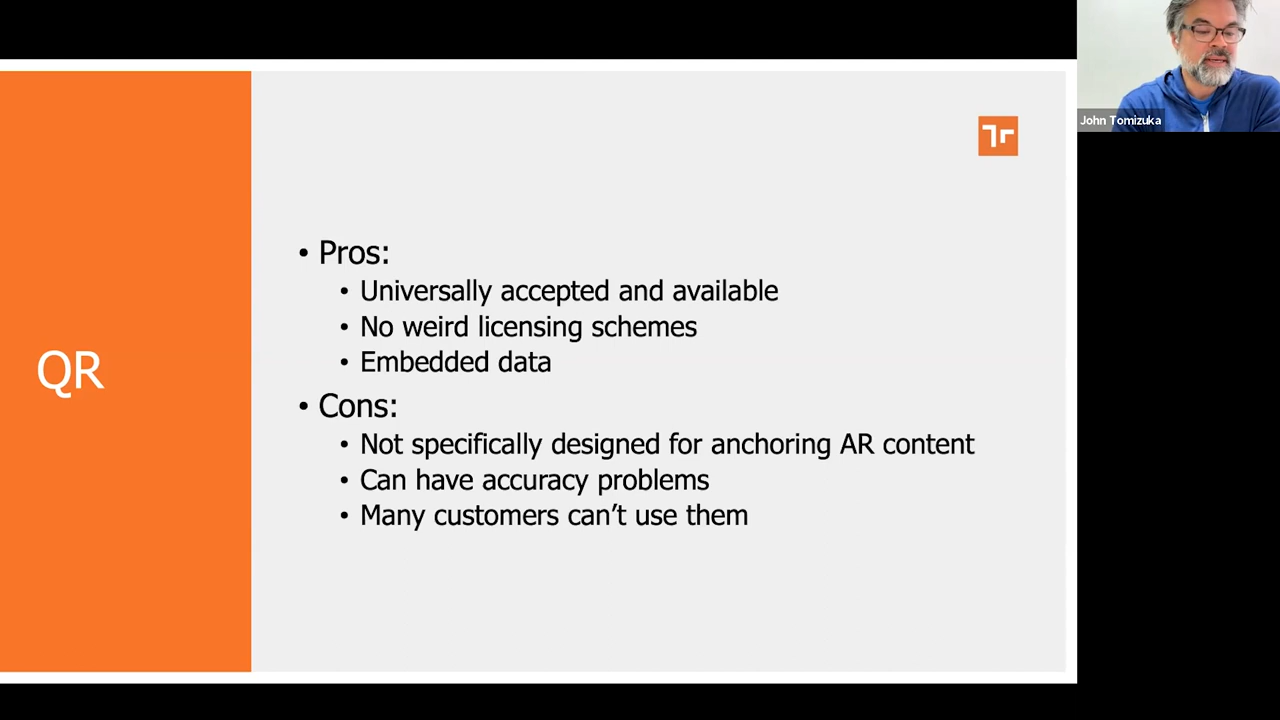 John Tomizuka
QR
• Pros:
• Universally accepted and available
• No weird licensing schemes
• Embedded data
• Cons:
• Not specifically designed for anchoring AR content
• Can have accuracy problems
• Many customers can’t use them